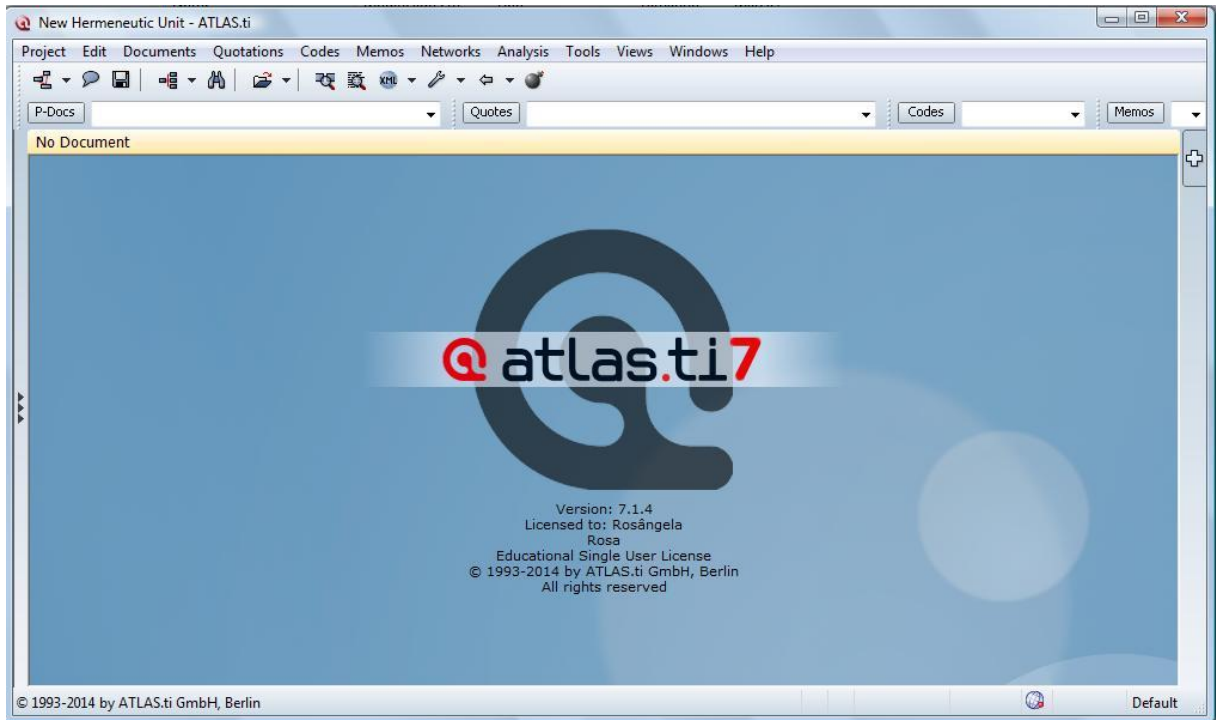 New Hermeneutic Unit - ATLAS.ti
Project Edit Documents Quotations Codes Memos Networks Analysis Tools Views Windows Help
XML
P-Docs Quotes Codes Memos
No Document
atlas.ti7
Version: 7.1.4
Licensed to: Rosângela
Rosa
Educational Single User License
© 1993-2014 by ATLAS.ti GmbH, Berlin
All rights reserved
© 1993-2014 by ATLAS.ti GmbH, Berlin Default